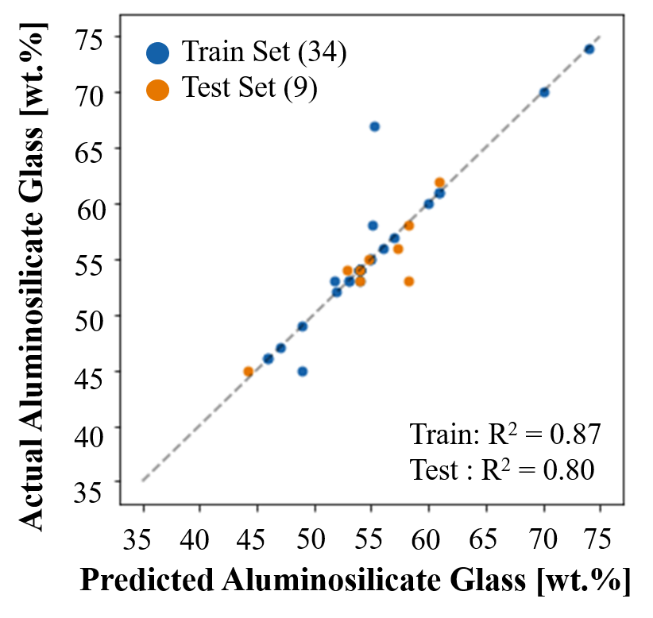 Actual Aluminosilicate Glass [wt.%]
75
70
65
60
55
50
45
40
35
Train Set (34)
Test Set (9)
Train: R² = 0.87
Test : R² = 0.80
35 40 45 50 55 60 65 70 75
Predicted Aluminosilicate Glass [wt.%]